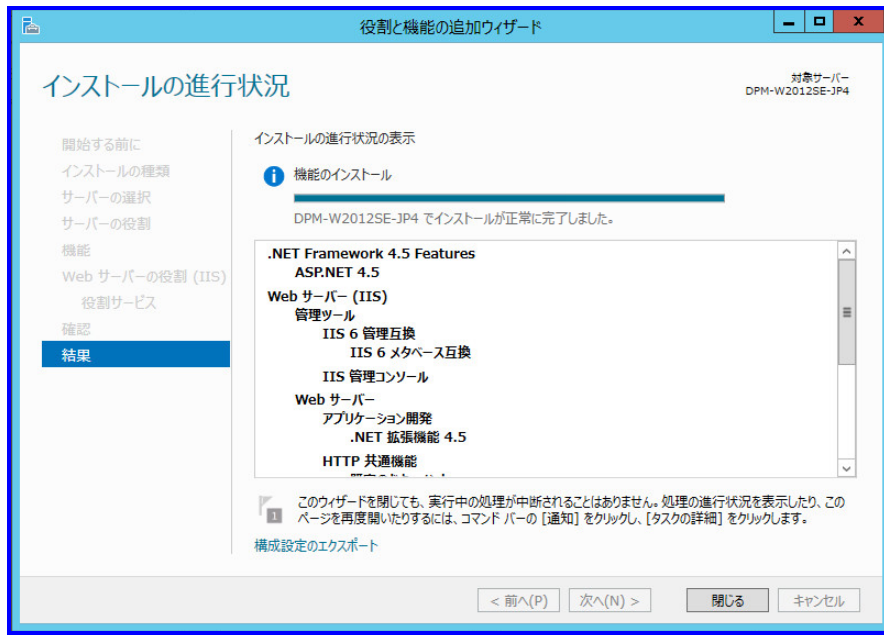 役割と機能の追加ウィザード
インストールの進行状況
対象サーバー
DPM-W2012SE-JP4
開始する前に
インストールの種類
サーバーの選択
サーバーの役割
機能
Web サーバーの役割 (IIS)
役割サービス
確認
結果
インストールの進行状況の表示
機能のインストール
DPM-W2012SE-JP4 でインストールが正常に完了しました。
.NET Framework 4.5 Features
ASP.NET 4.5
Web サーバー (IIS)
管理ツール
IIS 6 管理互換
IIS 6 メタベース互換
IIS 管理コンソール
Web サーバー
アプリケーション開発
.NET 拡張機能 4.5
HTTP 共通機能
1
このウィザードを閉じても、実行中の処理が中断されることはありません。処理の進行状況を表示したり、この
ページを再度開いたりするには、コマンド バーの [通知] をクリックし、[タスクの詳細] をクリックします。
構成設定のエクスポート
< 前へ(P)
次へ(N) >
閉じる
キャンセル